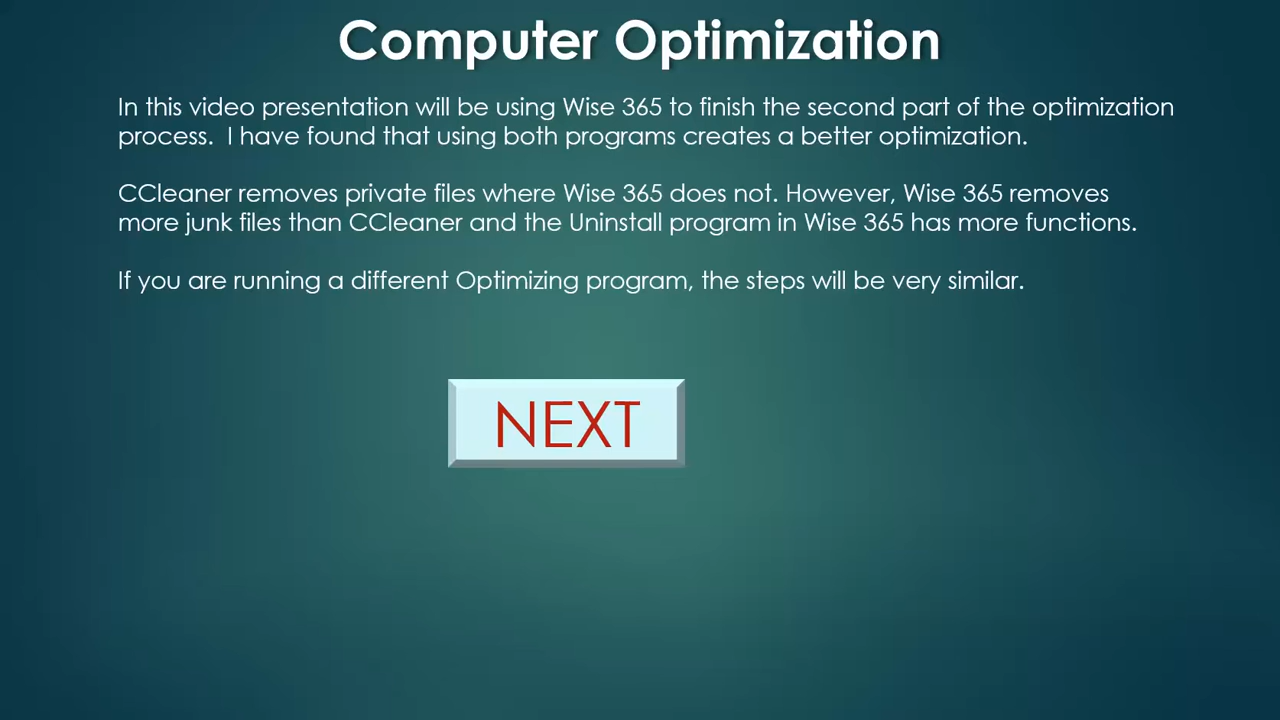 Computer Optimization
In this video presentation will be using Wise 365 to finish the second part of the optimization
process.  I have found that using both programs creates a better optimization.
CCleaner removes private files where Wise 365 does not. However, Wise 365 removes
more junk files than CCleaner and the Uninstall program in Wise 365 has more functions.
If you are running a different Optimizing program, the steps will be very similar.
NEXT